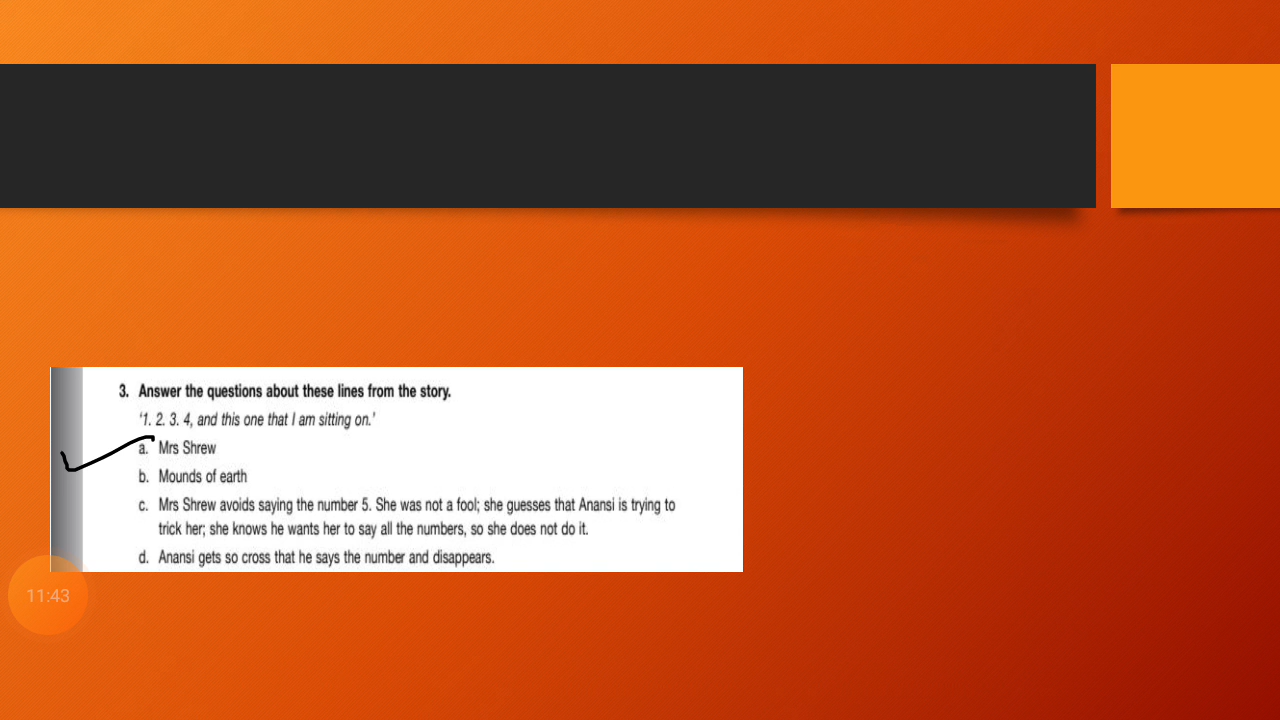 3. Answer the questions about these lines from the story.
'1. 2. 3. 4, and this one that I am sitting on.'
a. Mrs Shrew
b. Mounds of earth
c. Mrs Shrew avoids saying the number 5. She was not a fool; she guesses that Anansi is trying to
trick her; she knows he wants her to say all the numbers, so she does not do it.
d. Anansi gets so cross that he says the number and disappears.
11:43